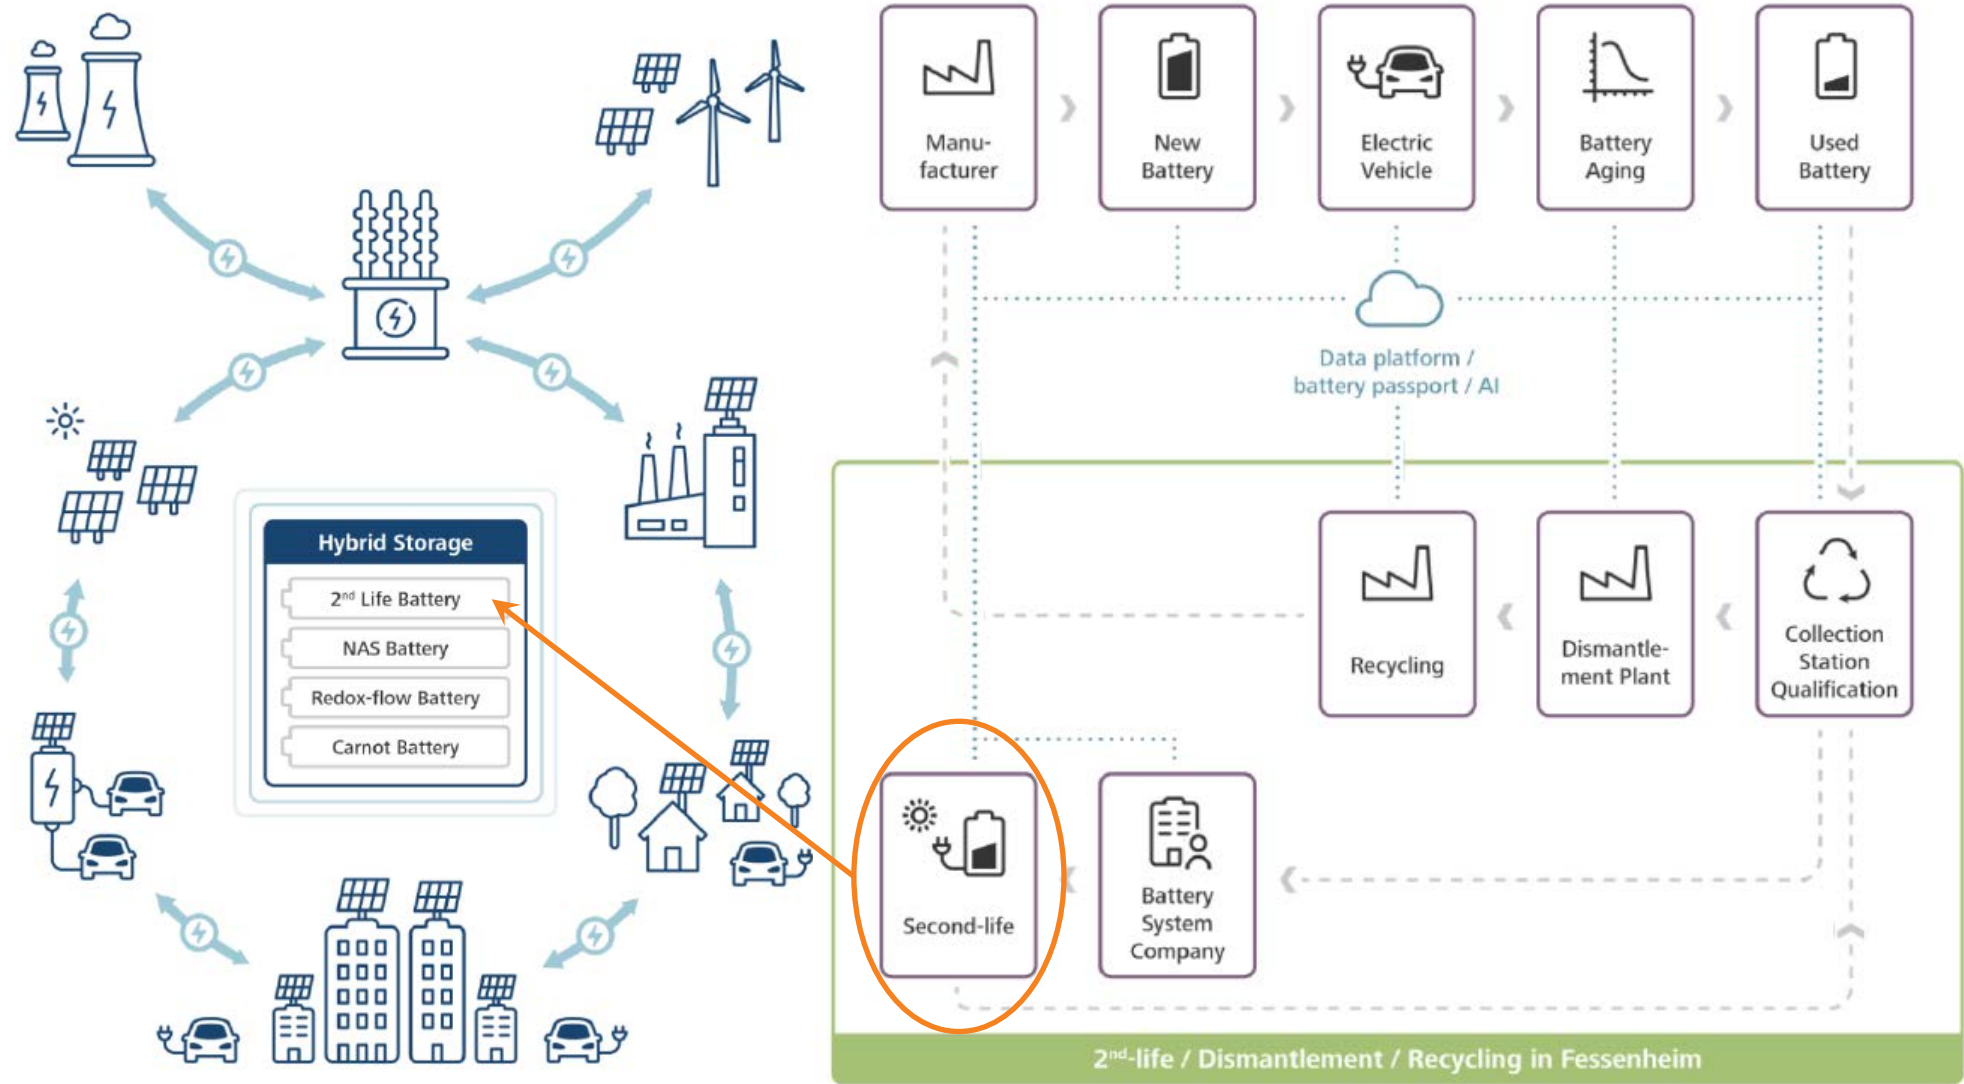 Hybrid Storage
2nd Life Battery
NAS Battery
Redox-flow Battery
Carnot Battery
Manu-
facturer
New
Battery
Electric
Vehicle
Battery
Aging
Used
Battery
Data platform /
battery passport / AI
Recycling
Dismantle-
ment Plant
Collection
Station
Qualification
Second-life
Battery
System
Company
2nd-life / Dismantlement / Recycling in Fessenheim